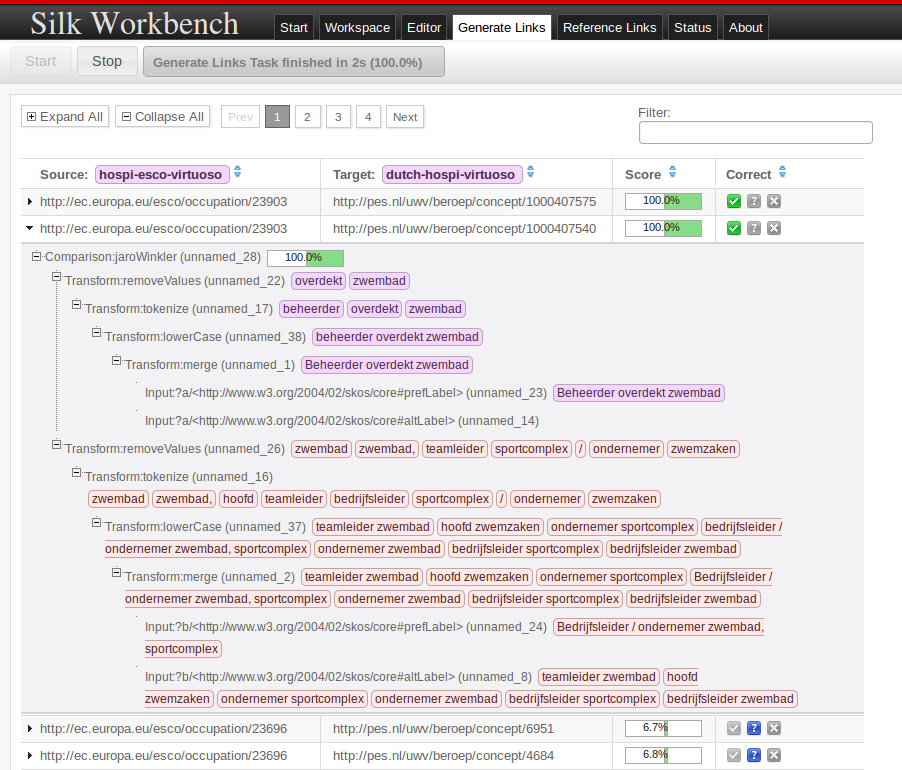 Silk Workbench Start Workspace Editor Generate Links Reference Links Status About
Start Stop Generate Links Task finished in 2s (100.0%)
Expand All Collapse All Prev 1 2 3 4 Next Filter:
Source: hospi-esco-virtuoso Target: dutch-hospi-virtuoso Score Correct
http://ec.europa.eu/esco/occupation/23903 http://pes.nl/uwv/beroep/concept/1000407575 100.0%
http://ec.europa.eu/esco/occupation/23903 http://pes.nl/uwv/beroep/concept/1000407540 100.0%
Comparison:jaroWinkler (unnamed_28) 100.0%
Transform:removeValues (unnamed_22) overdekt zwembad
Transform:tokenize (unnamed_17) beheerder overdekt zwembad
Transform:lowerCase (unnamed_38) beheerder overdekt zwembad
Transform:merge (unnamed_1) Beheerder overdekt zwembad
Input:?a/<http://www.w3.org/2004/02/skos/core#prefLabel> (unnamed_23) Beheerder overdekt zwembad
Input:?a/<http://www.w3.org/2004/02/skos/core#altLabel> (unnamed_14)
Transform:removeValues (unnamed_26) zwembad zwembad, teamleider sportcomplex / ondernemer zwemzaken
Transform:tokenize (unnamed_16)
zwembad zwembad, hoofd teamleider bedrijfsleider sportcomplex / ondernemer zwemzaken
Transform:lowerCase (unnamed_37) teamleider zwembad hoofd zwemzaken ondernemer sportcomplex bedrijfsleider /
ondernemer zwembad, sportcomplex ondernemer zwembad bedrijfsleider sportcomplex bedrijfsleider zwembad
Transform:merge (unnamed_2) teamleider zwembad hoofd zwemzaken ondernemer sportcomplex Bedrijfsleider /
ondernemer zwembad, sportcomplex ondernemer zwembad bedrijfsleider sportcomplex bedrijfsleider zwembad
Input:?b/<http://www.w3.org/2004/02/skos/core#prefLabel> (unnamed_24) Bedrijfsleider / ondernemer zwembad,
sportcomplex
Input:?b/<http://www.w3.org/2004/02/skos/core#altLabel> (unnamed_8) teamleider zwembad hoofd
zwemzaken ondernemer sportcomplex ondernemer zwembad bedrijfsleider sportcomplex bedrijfsleider zwembad
http://ec.europa.eu/esco/occupation/23696 http://pes.nl/uwv/beroep/concept/6951 6.7% ?
http://ec.europa.eu/esco/occupation/23696 http://pes.nl/uwv/beroep/concept/4684 6.8% ?